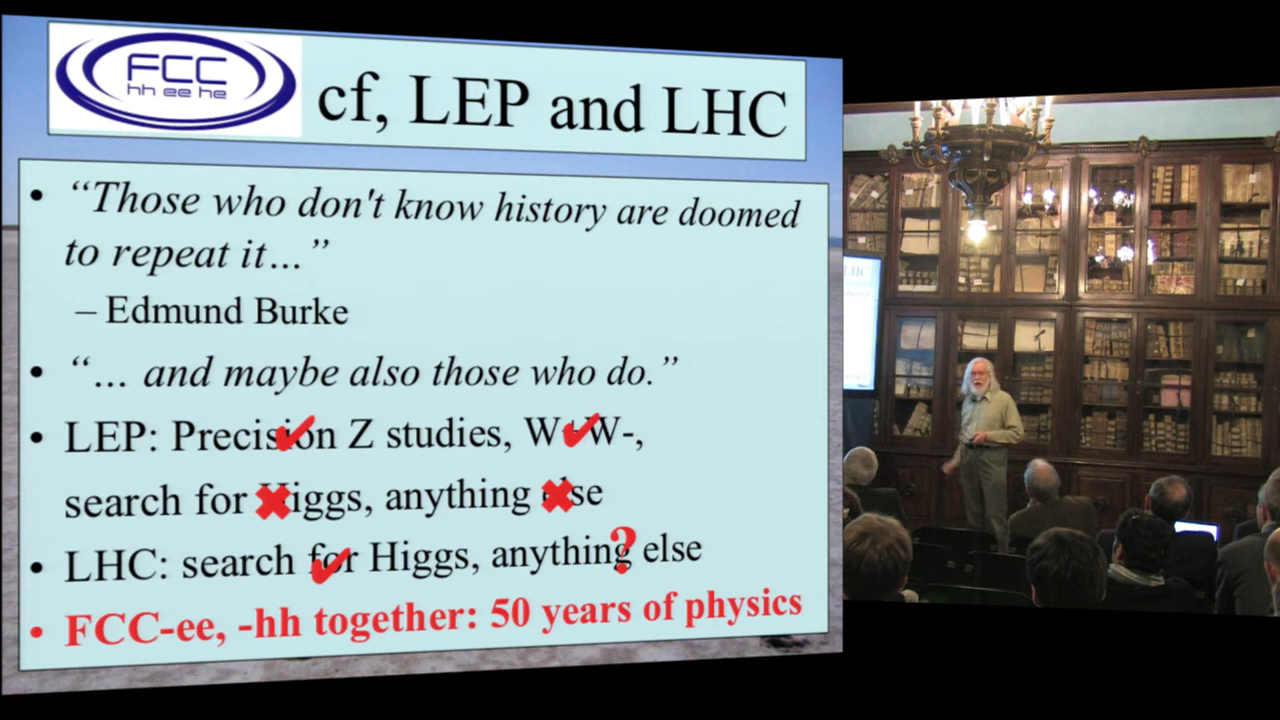 FCC
hh ee he
cf, LEP and LHC
• “Those who don't know history are doomed
to repeat it…”
– Edmund Burke
• “… and maybe also those who do.”
• LEP: Precision Z studies, W+W-,
search for Higgs, anything else
• LHC: search for Higgs, anything else
?
• FCC-ee, -hh together: 50 years of physics
LHC